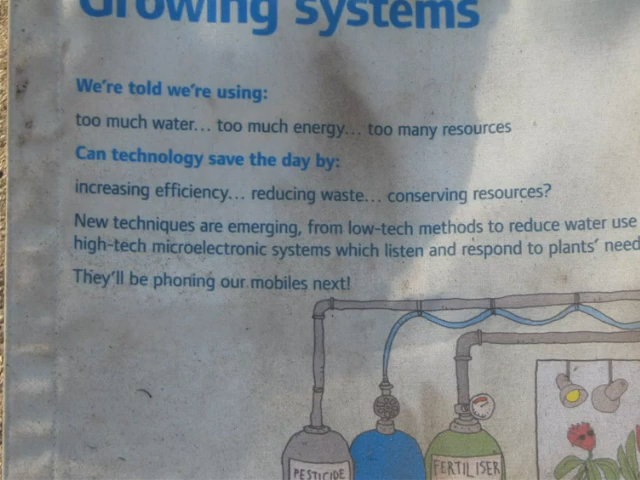 Growing systems
We're told we're using:
too much water... too much energy... too many resources
Can technology save the day by:
increasing efficiency... reducing waste... conserving resources?
New techniques are emerging, from low-tech methods to reduce water use
high-tech microelectronic systems which listen and respond to plants' need
They'll be phoning our mobiles next!
PESTICIDE
FERTILISER